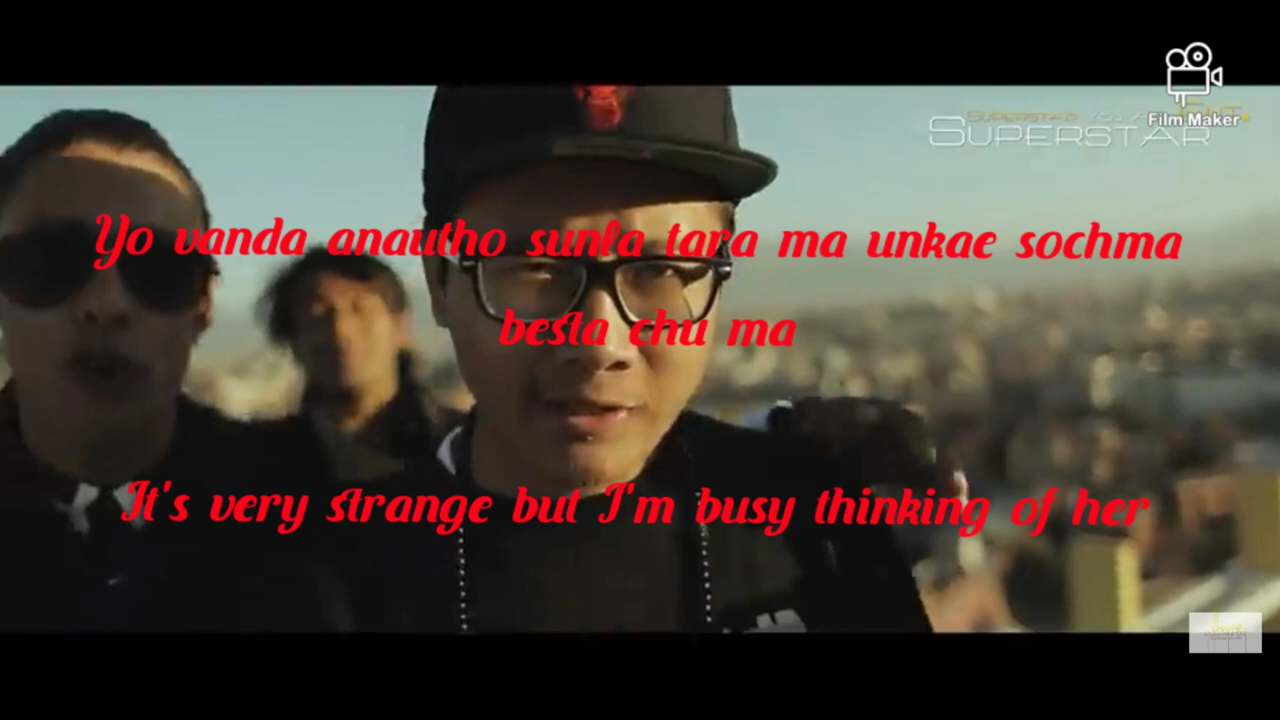 Film Maker
SUPERSTAR
SUPERSTAR
Yo vanda anautho sunla tara ma unkae sochma
besta chu ma
It's very strange but I'm busy thinking of her